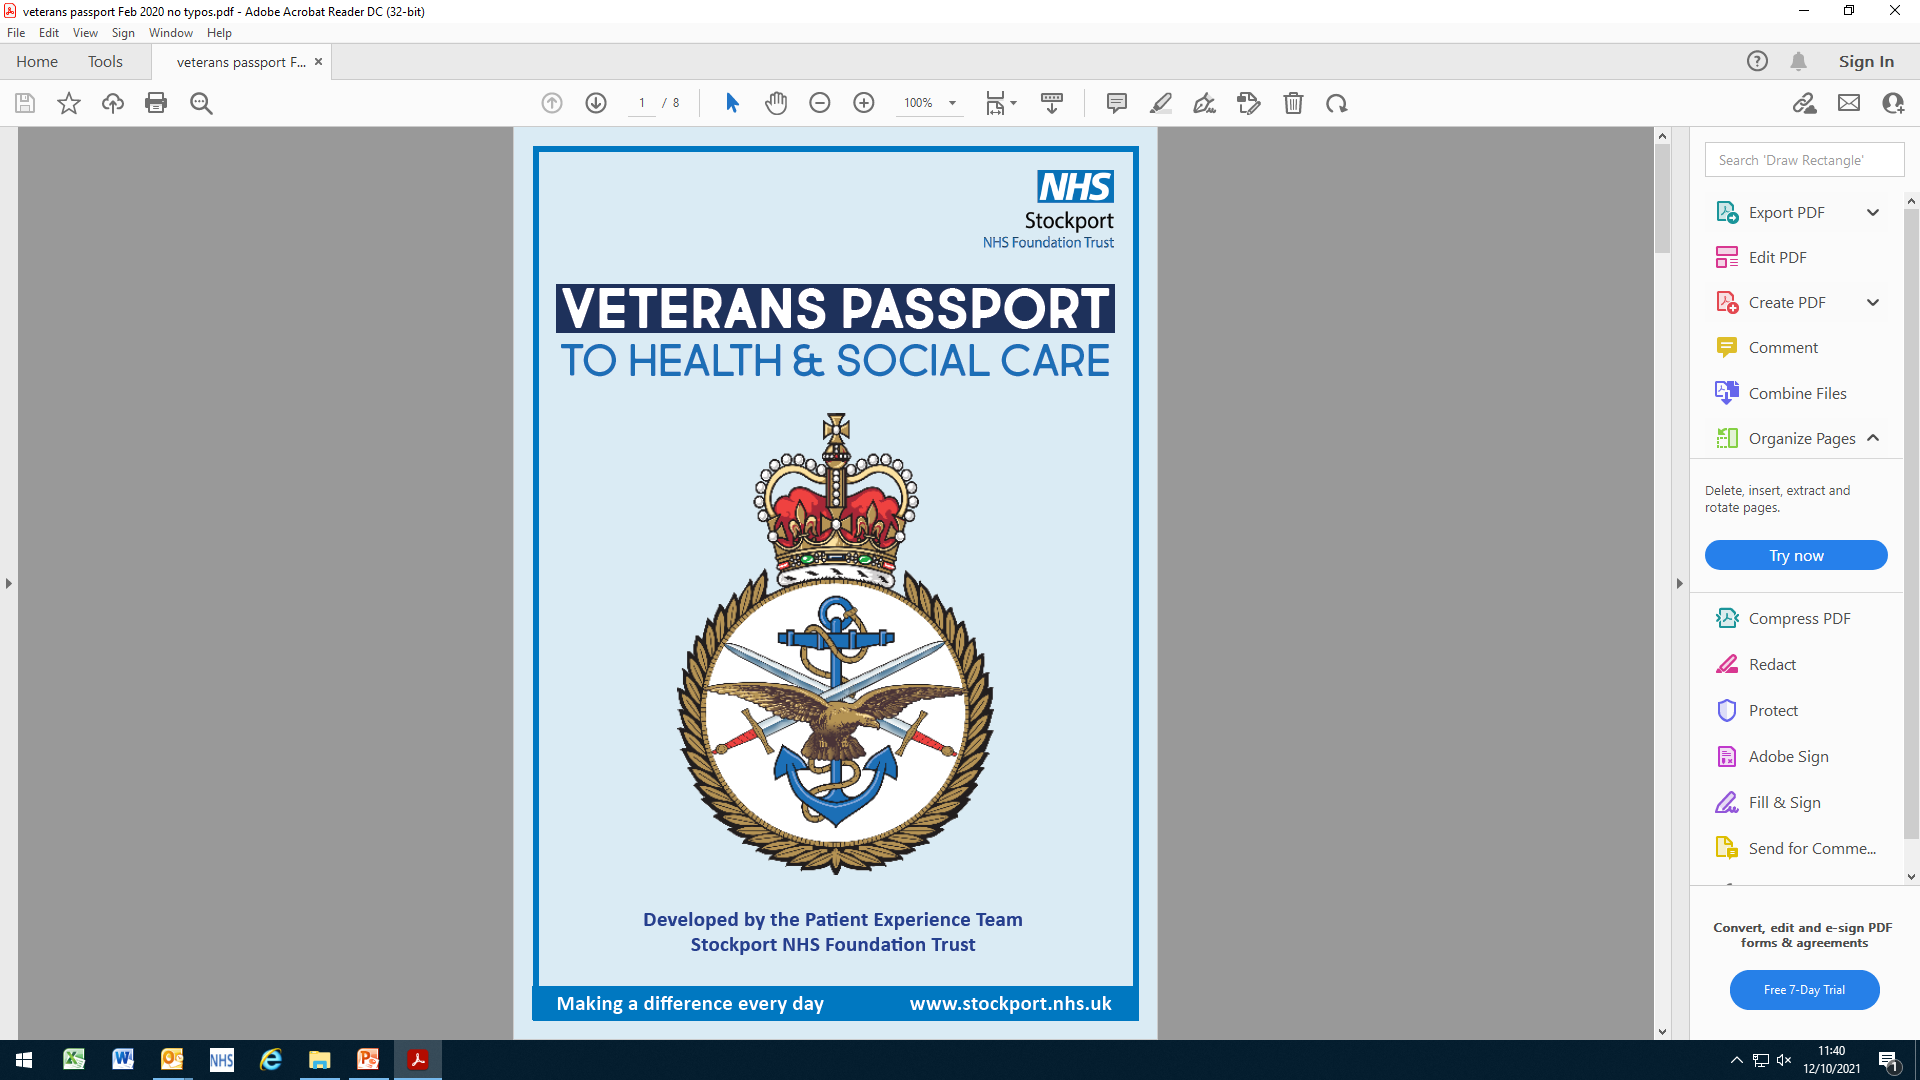 veterans passport Feb 2020 no typos.pdf - Adobe Acrobat Reader DC (32-bit)
File Edit View Sign Window Help
Home Tools veterans passport F... Sign In
1 / 8 100%
NHS
Stockport
NHS Foundation Trust
VETERANS PASSPORT
TO HEALTH & SOCIAL CARE
Developed by the Patient Experience Team
Stockport NHS Foundation Trust
Making a difference every day www.stockport.nhs.uk
Search 'Draw Rectangle'
Export PDF
Edit PDF
Create PDF
Comment
Combine Files
Organize Pages
Delete, insert, extract and
rotate pages.
Try now
Compress PDF
Redact
Protect
Adobe Sign
Fill & Sign
Send for Comme...
Convert, edit and e-sign PDF
forms & agreements
Free 7-Day Trial
NHS
11:40
12/10/2021
1